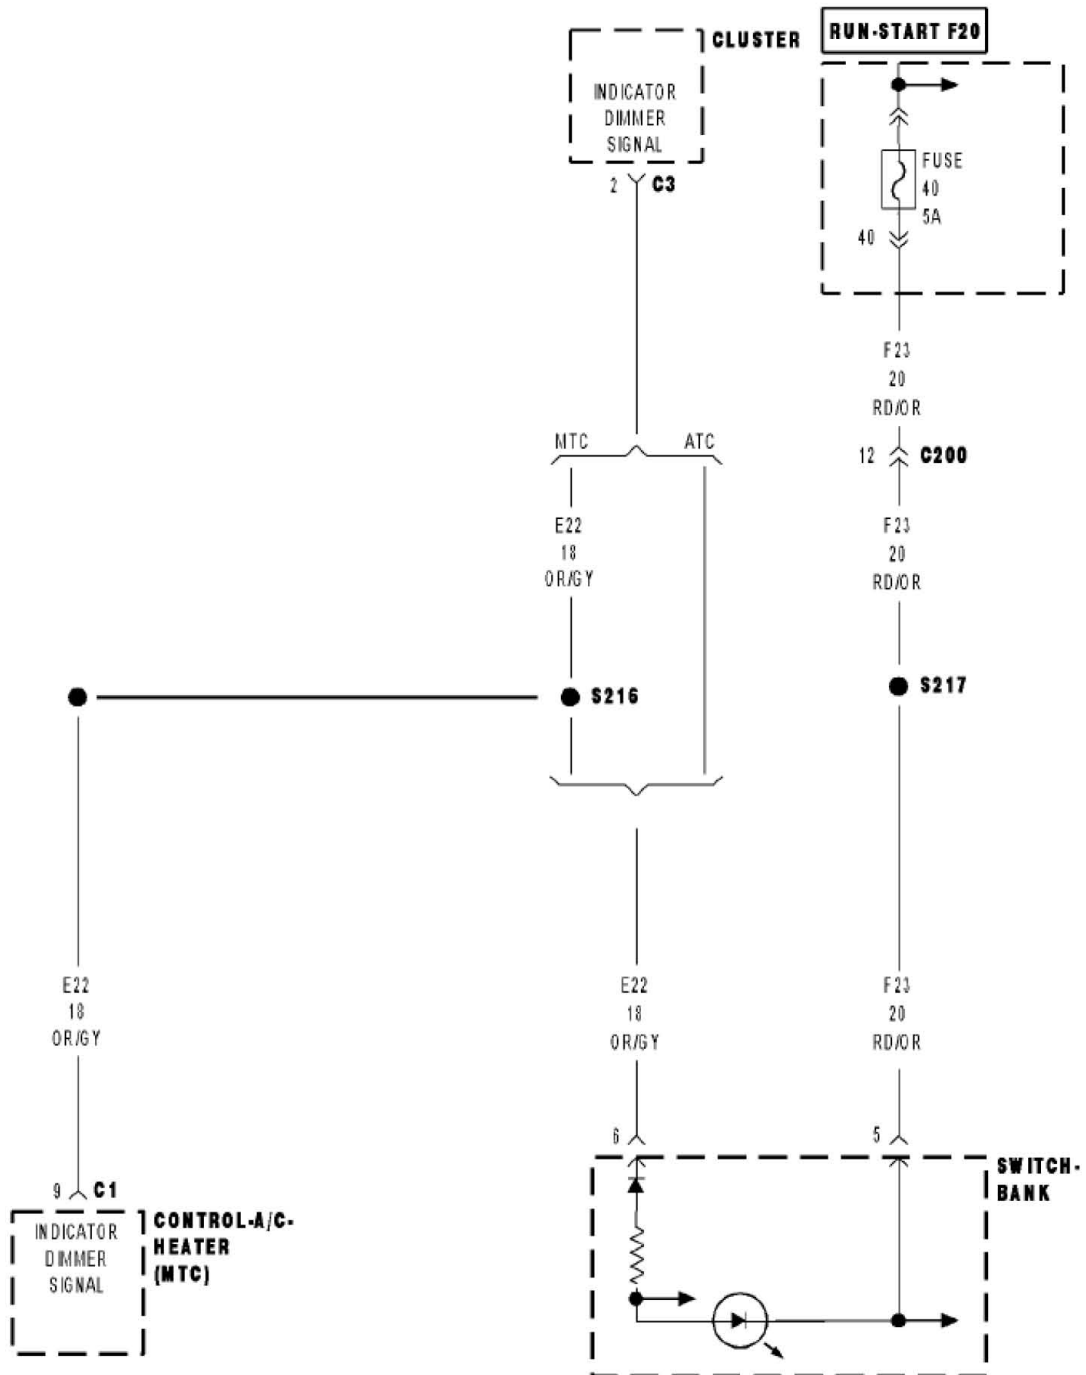 CLUSTER
RUN-START F20
INDICATOR
DIMMER
SIGNAL
FUSE
40
5A
40
2
C3
F23
20
RD/OR
MTC
ATC
12
C200
E22
18
OR/GY
F23
20
RD/OR
S216
S217
E22
18
OR/GY
E22
18
OR/GY
F23
20
RD/OR
6
5
SWITCH-
BANK
9
C1
INDICATOR
DIMMER
SIGNAL
CONTROL-A/C-
HEATER
(MTC)